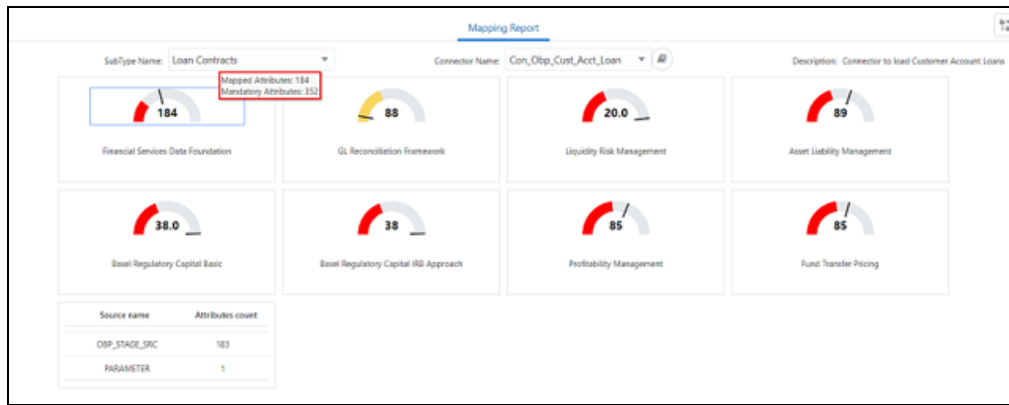 Mapping Report
SubType Name: Loan Contracts
Connector Name: Con_Obp_Cust_Acct_Loan
Description: Connector to load Customer Account Loans
Mapped Attributes: 184
Mandatory Attributes: 352
184
Financial Services Data Foundation
88
GL Reconciliation Framework
20.0
Liquidity Risk Management
89
Asset Liability Management
38.0
Basel Regulatory Capital Basic
38
Basel Regulatory Capital IRB Approach
85
Profitability Management
85
Fund Transfer Pricing
Source name Attributes count
OBP_STAGE_SRC 183
PARAMETER 1